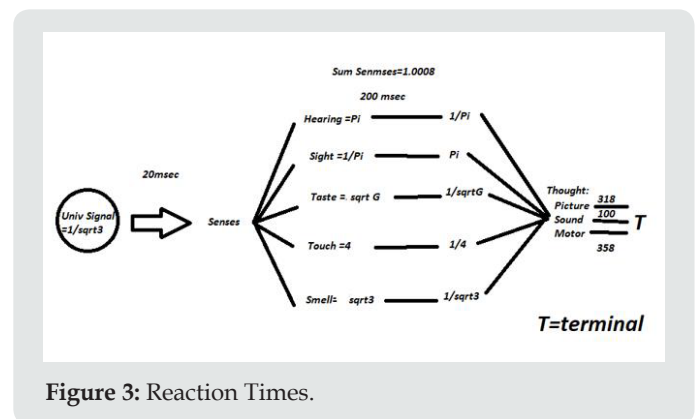 Sum Senmses=1.0008
200 msec
Hearing =Pi 1/Pi
Sight =1/Pi Pi
20msec
Taste =. sqrt G 1/sqrtG
Thought:
Picture 318
Univ Signal
=1/sqrt3
Senses
Sound 100 T
Motor
Touch =4 1/4
358
Smell= sqrt3 1/sqrt3
T=terminal
Figure 3: Reaction Times.